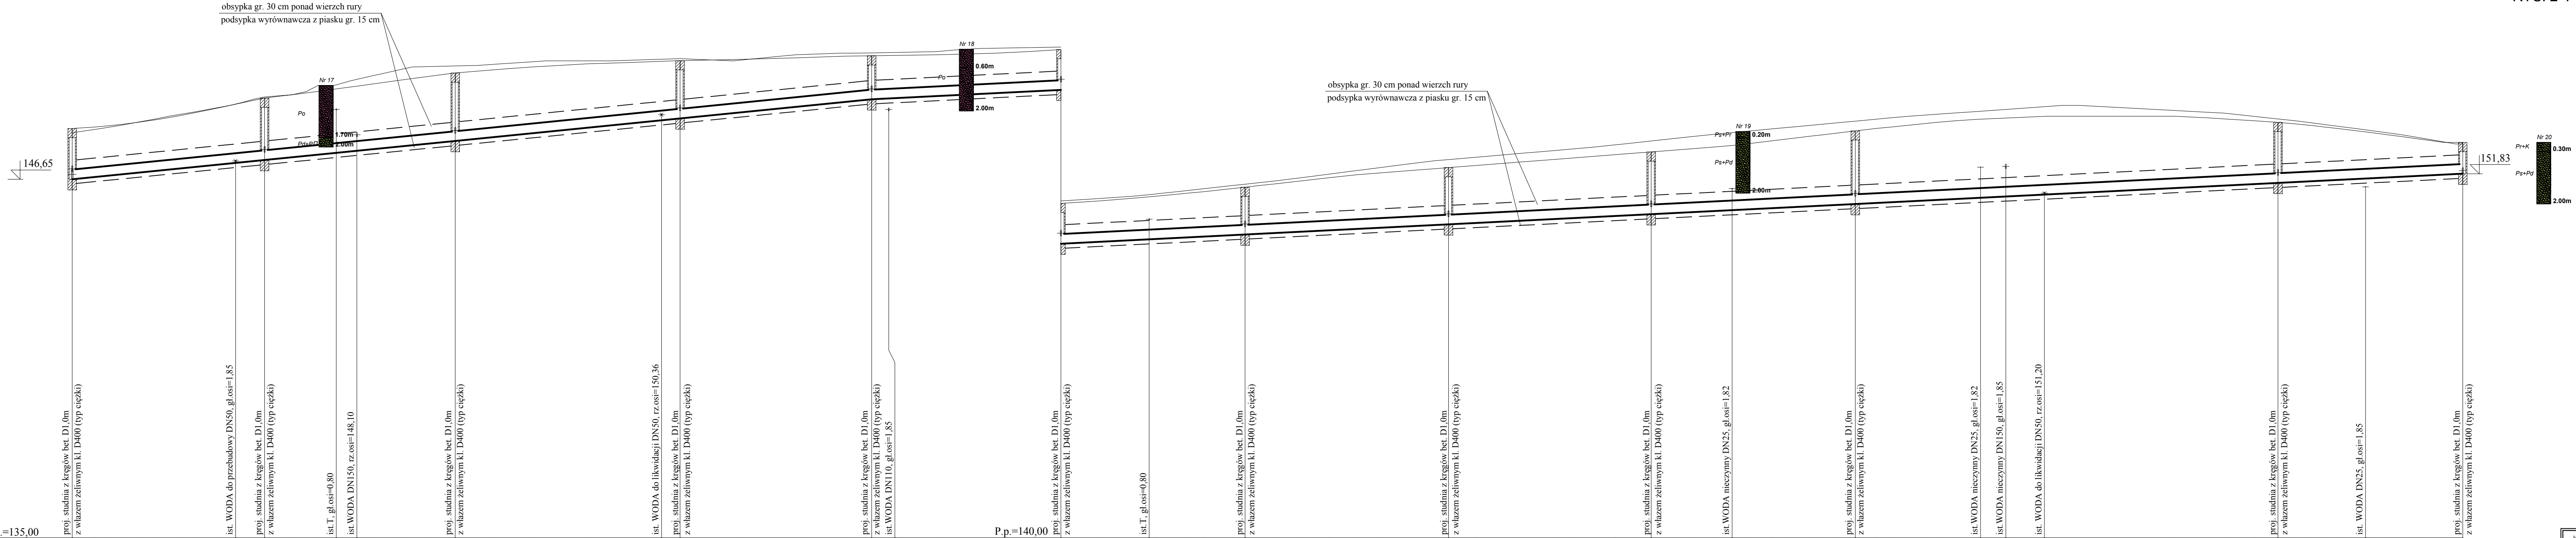 obsypka gr. 30 cm ponad wierzch rury
podsypka wyrównawcza z piasku gr. 15 cm
146,65
Nr 17
Po
1.70m
2.00m
Nr 18
Po
0.60m
2.00m
obsypka gr. 30 cm ponad wierzch rury
podsypka wyrównawcza z piasku gr. 15 cm
Ps+Pr
Nr 19
0.20m
Ps+Pd
2.00m
151,83
Pr+K
Nr 20
0.30m
Ps+Pd
2.00m
proj. studnia z kręgów bet. D1,0m
z włazem żeliwnym kl. D400 (typ ciężki)
ist. WODA do przebudowy DN50, gł.osi=1,85
proj. studnia z kręgów bet. D1,0m
z włazem żeliwnym kl. D400 (typ ciężki)
ist.T, gł.osi=0,80
ist.WODA DN150, rz.osi=148,10
proj. studnia z kręgów bet. D1,0m
z włazem żeliwnym kl. D400 (typ ciężki)
ist. WODA do likwidacji DN50, rz.osi=150,36
proj. studnia z kręgów bet. D1,0m
z włazem żeliwnym kl. D400 (typ ciężki)
proj. studnia z kręgów bet. D1,0m
z włazem żeliwnym kl. D400 (typ ciężki)
ist.WODA DN110, gł.osi=1,85
proj. studnia z kręgów bet. D1,0m
z włazem żeliwnym kl. D400 (typ ciężki)
ist.T, gł.osi=0,80
proj. studnia z kręgów bet. D1,0m
z włazem żeliwnym kl. D400 (typ ciężki)
proj. studnia z kręgów bet. D1,0m
z włazem żeliwnym kl. D400 (typ ciężki)
proj. studnia z kręgów bet. D1,0m
z włazem żeliwnym kl. D400 (typ ciężki)
ist.WODA nieczynny DN25, gł.osi=1,82
proj. studnia z kręgów bet. D1,0m
z włazem żeliwnym kl. D400 (typ ciężki)
ist.WODA nieczynny DN25, gł.osi=1,82
ist.WODA nieczynny DN150, gł.osi=1,85
ist. WODA do likwidacji DN50, rz.osi=151,20
proj. studnia z kręgów bet. D1,0m
z włazem żeliwnym kl. D400 (typ ciężki)
ist. WODA DN25, gł.osi=1,85
proj. studnia z kręgów bet. D1,0m
z włazem żeliwnym kl. D400 (typ ciężki)
.=135,00
P.p.=140,00